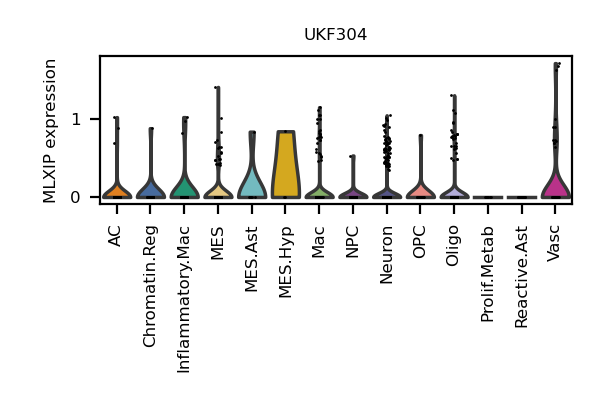 UKF304
MLXIP expression
1
0
AC
Chromatin.Reg
Inflammatory.Mac
MES
MES.Ast
MES.Hyp
Mac
NPC
Neuron
OPC
Oligo
Prolif.Metab
Reactive.Ast
Vasc